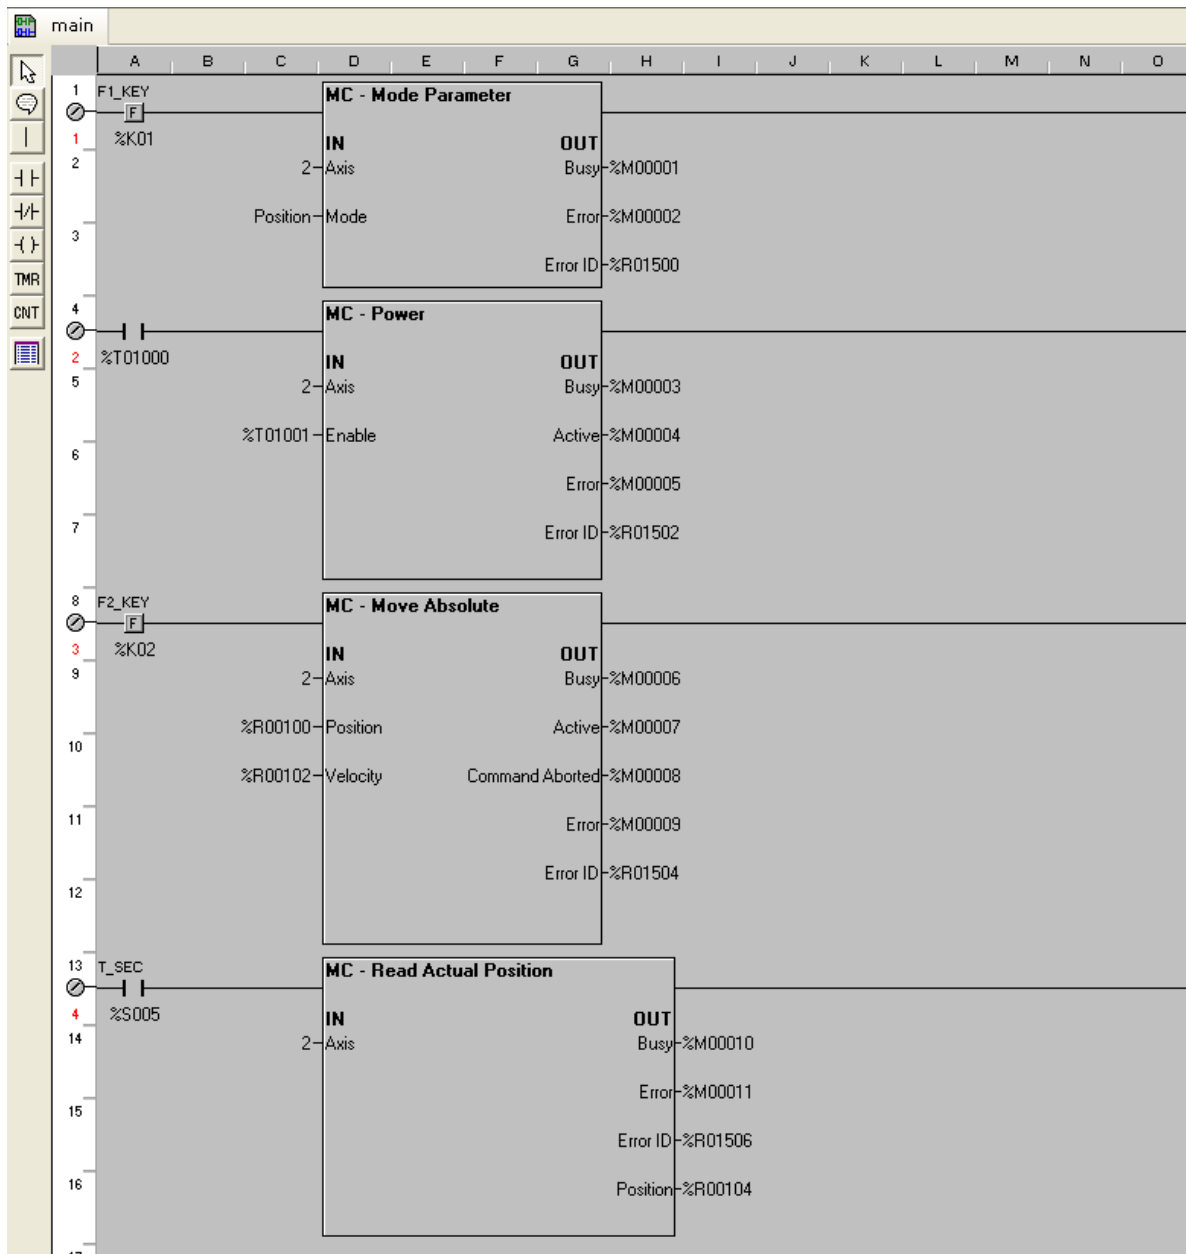 main
A B C D E F G H I J K L M N O
1 F1_KEY MC - Mode Parameter
F
1 %K01 IN OUT
2 2 Axis Busy %M00001
Position Mode Error %M00002
3
Error ID %R01500
TMR
4 MC - Power
CNT
2 %T01000 IN OUT
5 2 Axis Busy %M00003
%T01001 Enable Active %M00004
6
Error %M00005
7
Error ID %R01502
8 F2_KEY MC - Move Absolute
F
3 %K02 IN OUT
9 2 Axis Busy %M00006
%R00100 Position Active %M00007
10
%R00102 Velocity Command Aborted %M00008
11 Error %M00009
Error ID %R01504
12
13 T_SEC MC - Read Actual Position
4 %S005 IN OUT
14 2 Axis Busy %M00010
Error %M00011
15
Error ID %R01506
16 Position %R00104